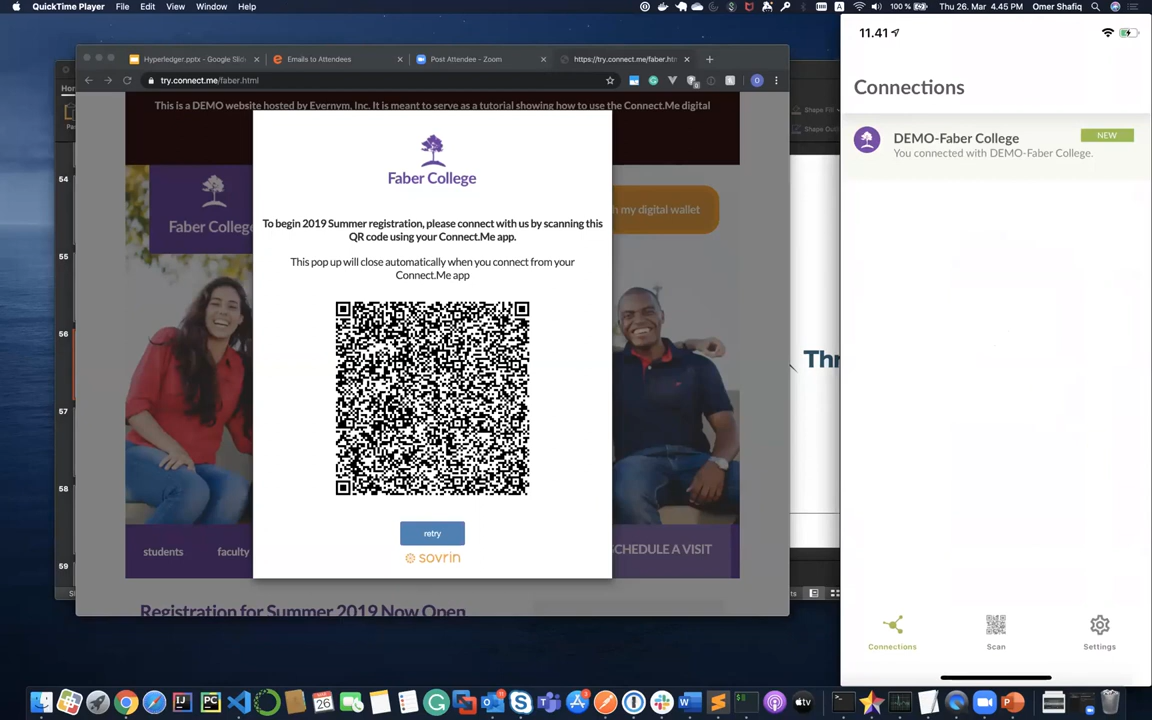 QuickTime Player File Edit View Window Help
100% Thu 26. Mar 4.45 PM Omer Shafiq
Hyperledger.pptx - Google Slid
Emails to Attendees
Post Attendee - Zoom
https://try.connect.me/faber.htm
try.connect.me/faber.html
This is a DEMO website hosted by Evernym, Inc. It is meant to serve as a tutorial showing how to use the Connect.Me digital
Faber College
my digital wallet
students
faculty
SCHEDULE A VISIT
Registration for Summer 2019 Now Open
Faber College
To begin 2019 Summer registration, please connect with us by scanning this
QR code using your Connect.Me app.
This pop up will close automatically when you connect from your
Connect.Me app
retry
sovrin
Shape Fill
54
55
56
57
58
59
Thr
11.41
Connections
DEMO-Faber College
NEW
You connected with DEMO-Faber College.
Connections
Scan
Settings